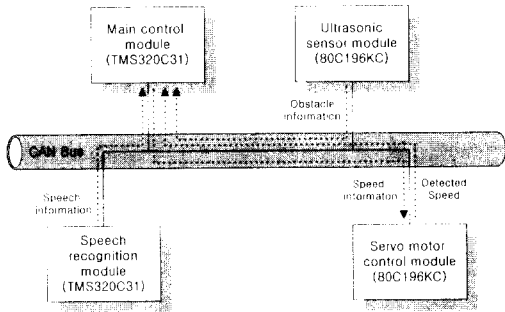 Main control
module
(TMS320C31)
Ultrasonic
sensor module
(80C196KC)
Obstacle
information
CAN Bus
Speech
information
Speed
information
Detected
Speed
Speech
recognition
module
(TMS320C31)
Servo motor
control module
(80C196KC)